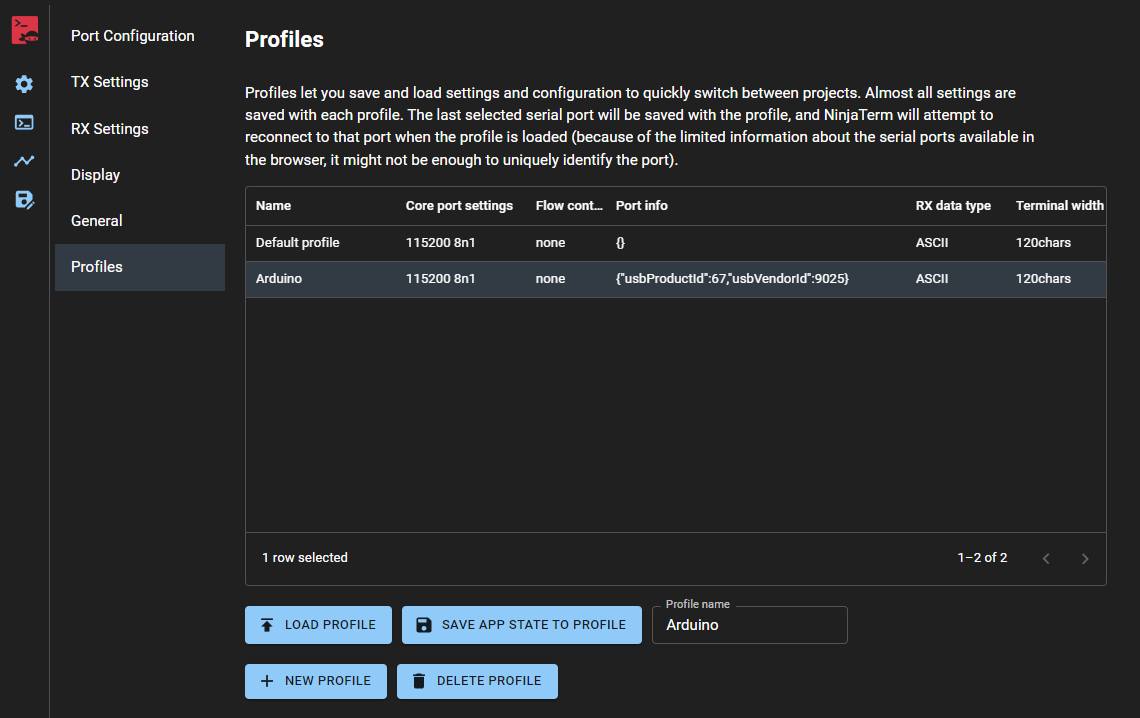 Port Configuration
TX Settings
RX Settings
Display
General
Profiles
Profiles
Profiles let you save and load settings and configuration to quickly switch between projects. Almost all settings are
saved with each profile. The last selected serial port will be saved with the profile, and NinjaTerm will attempt to
reconnect to that port when the profile is loaded (because of the limited information about the serial ports available in
the browser, it might not be enough to uniquely identify the port).
Name Core port settings Flow cont... Port info RX data type Terminal width
Default profile 115200 8n1 none {} ASCII 120chars
Arduino 115200 8n1 none {"usbProductId":67,"usbVendorId":9025} ASCII 120chars
1 row selected 1–2 of 2
LOAD PROFILE SAVE APP STATE TO PROFILE
Profile name
Arduino
NEW PROFILE DELETE PROFILE